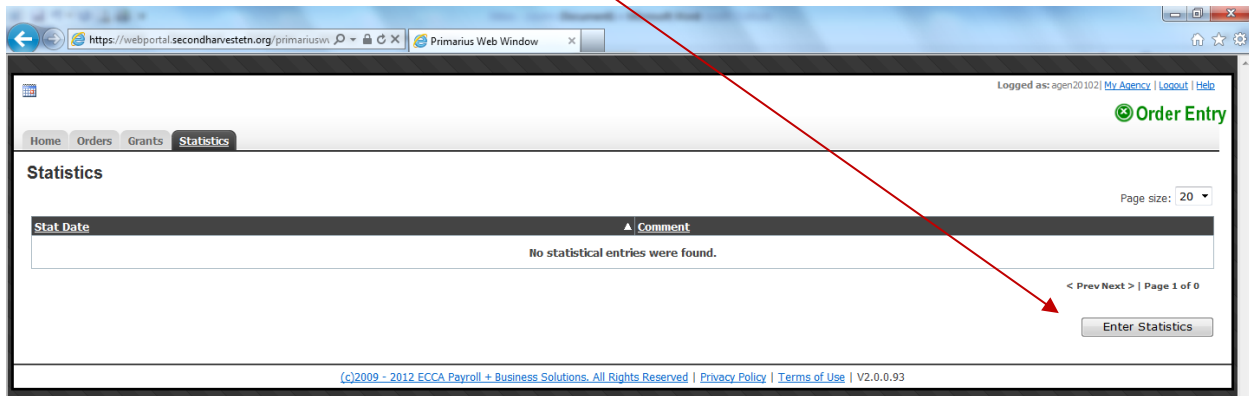 https://webportal.secondharvestetn.org/primariusw
Primarius Web Window
Logged as: agen20102| My Agency | Logout | Help
Order Entry
Home Orders Grants Statistics
Statistics
Page size: 20
Stat Date Comment
No statistical entries were found.
< Prev Next > | Page 1 of 0
Enter Statistics
(c)2009 - 2012 ECCA Payroll + Business Solutions. All Rights Reserved | Privacy Policy | Terms of Use | V2.0.0.93